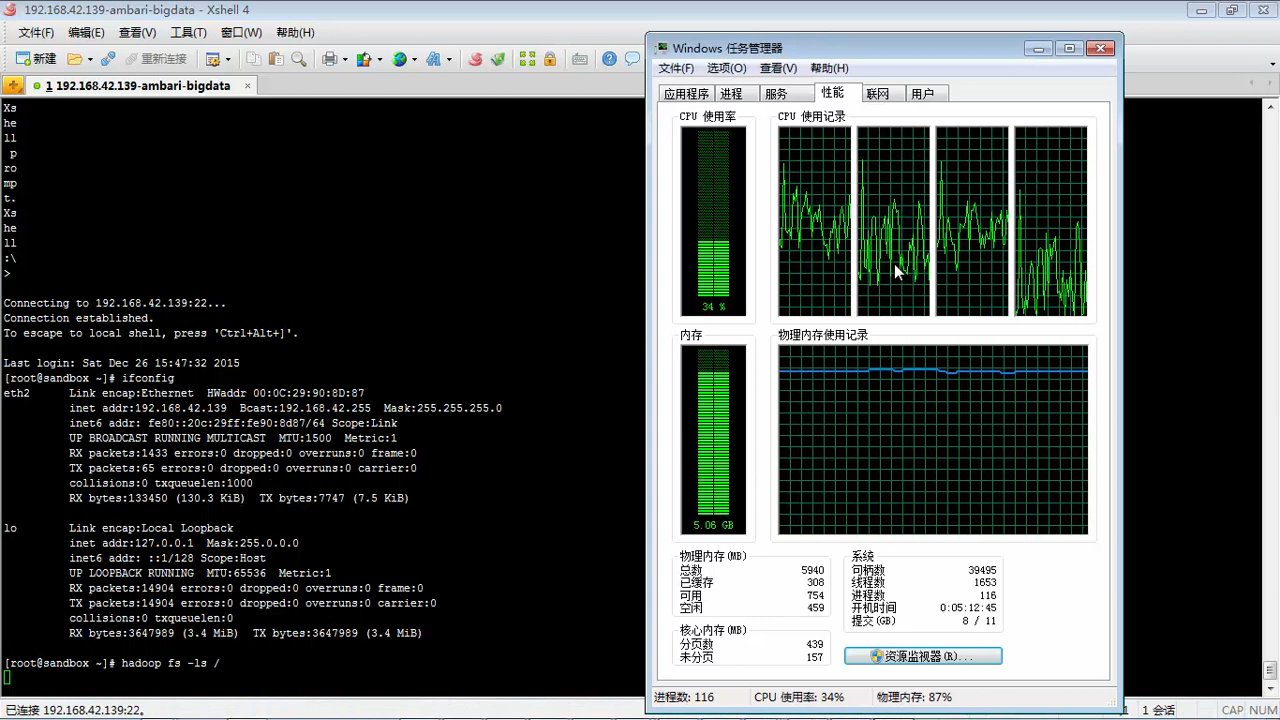 192.168.42.139-ambari-bigdata - Xshell 4
文件(F) 编辑(E) 查看(V) 工具(T) 窗口(W) 帮助(H)
新建 重新连接
1 192.168.42.139-ambari-bigdata
Xs
he
ll
p
ro
mp
t.
Xs
he
ll
:\
>
Connecting to 192.168.42.139:22...
Connection established.
To escape to local shell, press 'Ctrl+Alt+]'.
Last login: Sat Dec 26 15:47:32 2015
[root@sandbox ~]# ifconfig
Link encap:Ethernet HWaddr 00:0C:29:90:8D:87
inet addr:192.168.42.139 Bcast:192.168.42.255 Mask:255.255.255.0
inet6 addr: fe80::20c:29ff:fe90:8d87/64 Scope:Link
UP BROADCAST RUNNING MULTICAST MTU:1500 Metric:1
RX errors:0 dropped:0 overruns:0 frame:0
TX packets:65 errors:0 dropped:0 overruns:0 carrier:0
collisions:0 txqueuelen:1000
RX bytes:133450 (130.3 KiB) TX bytes:7747 (7.5 KiB)
lo Link encap:Local Loopback
inet addr:127.0.0.1 Mask:255.0.0.0
inet6 addr: ::1/128 Scope:Host
UP LOOPBACK RUNNING MTU:65536 Metric:1
RX packets:14904 errors:0 dropped:0 overruns:0 frame:0
TX packets:14904 errors:0 dropped:0 overruns:0 carrier:0
collisions:0 txqueuelen:0
RX bytes:3647989 (3.4 MiB) TX bytes:3647989 (3.4 MiB)
[root@sandbox ~]# hadoop fs -ls /
已连接 192.168.42.139:22。
1 会话 CAP NUM
Windows 任务管理器
文件(F) 选项(O) 查看(V) 帮助(H)
应用程序 进程 服务 性能 联网 用户
CPU 使用率 CPU 使用记录
34 %
内存 物理内存使用记录
5.06 GB
物理内存(MB)
总数 5940
已缓存 308
可用 754
空闲 459
核心内存(MB)
分页数 439
未分页 157
系统
句柄数 39495
线程数 1653
进程数 116
开机时间 0:05:12:45
提交(GB) 8 / 11
资源监视器(R)...
进程数: 116 CPU 使用率: 34% 物理内存: 87%